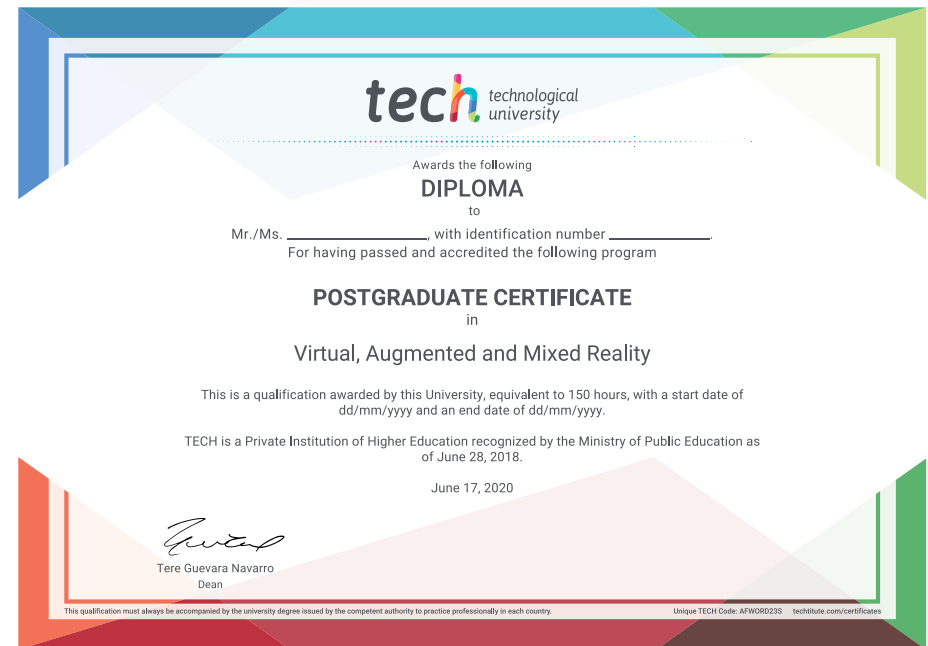 tech technological
university
Awards the following
DIPLOMA
to
Mr./Ms. ____________________, with identification number ______________.
For having passed and accredited the following program
POSTGRADUATE CERTIFICATE
in
Virtual, Augmented and Mixed Reality
This is a qualification awarded by this University, equivalent to 150 hours, with a start date of
dd/mm/yyyy and an end date of dd/mm/yyyy.
TECH is a Private Institution of Higher Education recognized by the Ministry of Public Education as
of June 28, 2018.
June 17, 2020
Tere Guevara Navarro
Dean
This qualification must always be accompanied by the university degree issued by the competent authority to practice professionally in each country. Unique TECH Code: AFWORD23S techtitute.com/certificates